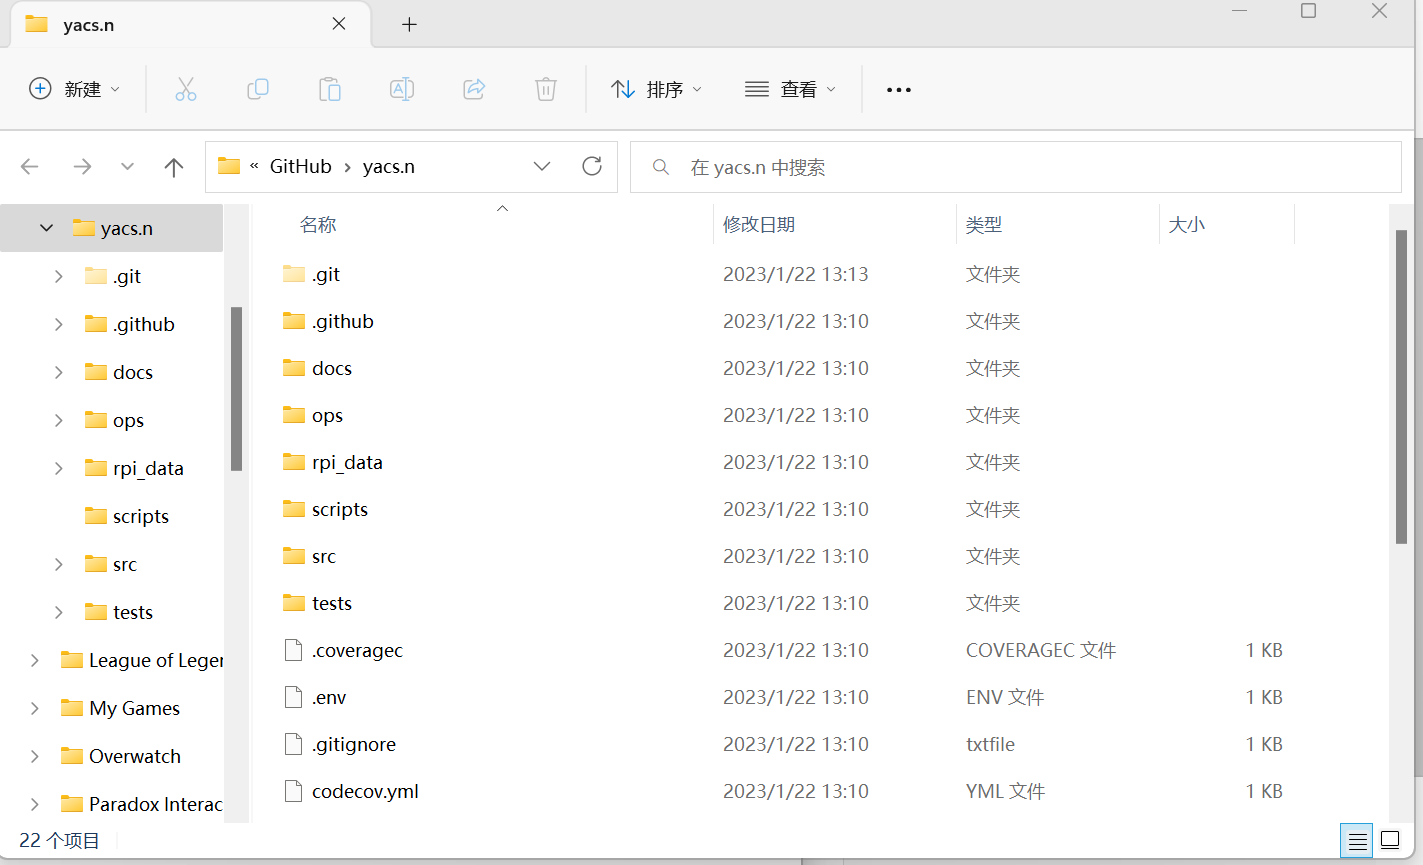 yacs.n
新建
排序
查看
« GitHub › yacs.n
在 yacs.n 中搜索
yacs.n
.git
.github
docs
ops
rpi_data
scripts
src
tests
League of Leger
My Games
Overwatch
Paradox Interac
名称 修改日期 类型 大小
.git 2023/1/22 13:13 文件夹
.github 2023/1/22 13:10 文件夹
docs 2023/1/22 13:10 文件夹
ops 2023/1/22 13:10 文件夹
rpi_data 2023/1/22 13:10 文件夹
scripts 2023/1/22 13:10 文件夹
src 2023/1/22 13:10 文件夹
tests 2023/1/22 13:10 文件夹
.coveragec 2023/1/22 13:10 COVERAGEC 文件 1 KB
.env 2023/1/22 13:10 ENV 文件 1 KB
.gitignore 2023/1/22 13:10 txtfile 1 KB
codecov.yml 2023/1/22 13:10 YML 文件 1 KB
22 个项目